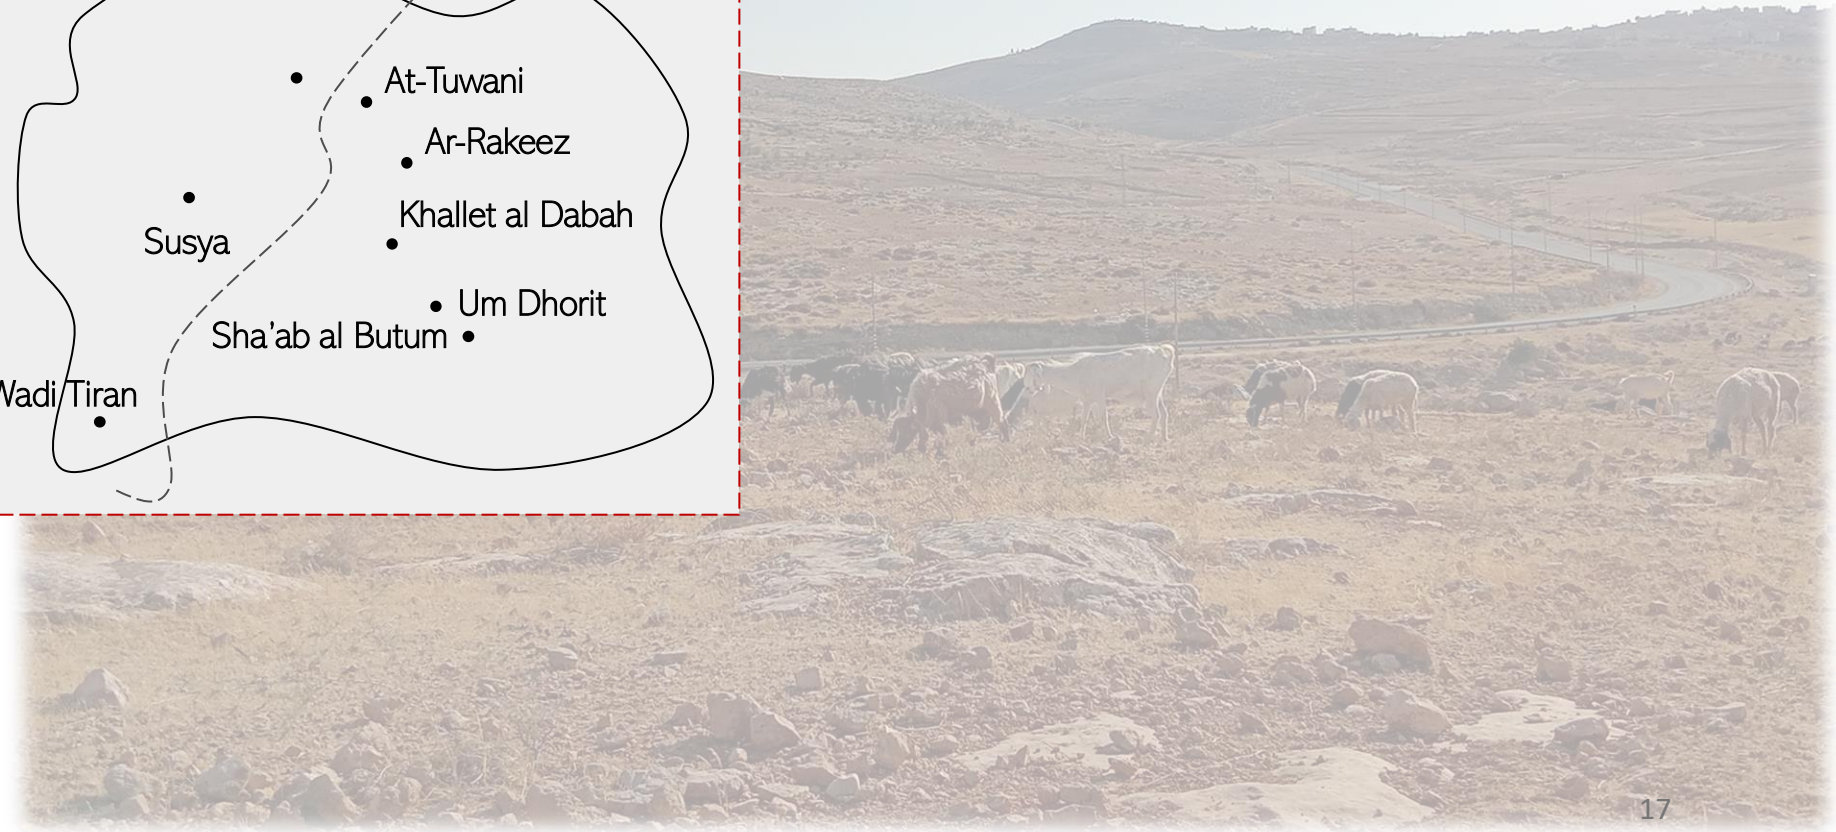 At-Tuwani
Ar-Rakeez
Khallet al Dabah
Susya
Um Dhorit
Sha'ab al Butum
Wadi Tiran
17